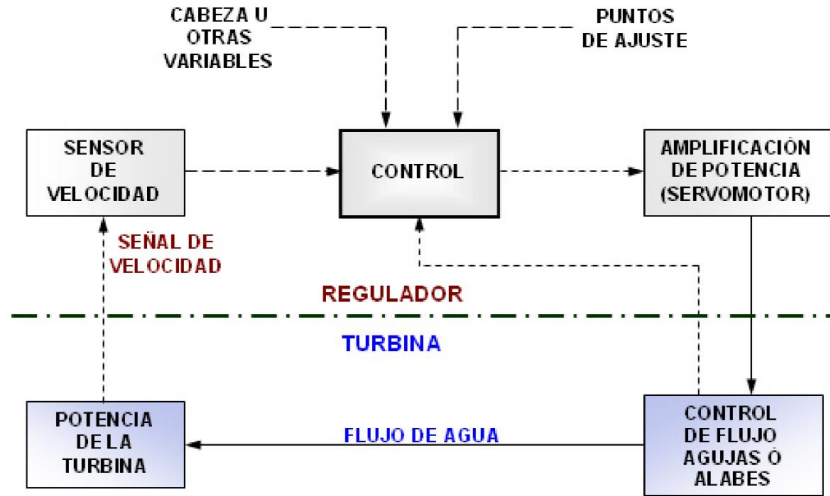 CABEZA U
OTRAS
VARIABLES
PUNTOS
DE AJUSTE
SENSOR
DE
VELOCIDAD
CONTROL
AMPLIFICACIÓN
DE POTENCIA
(SERVOMOTOR)
SEÑAL DE
VELOCIDAD
REGULADOR
TURBINA
POTENCIA
DE LA
TURBINA
FLUJO DE AGUA
CONTROL
DE FLUJO
AGUJAS Ó
ALABES